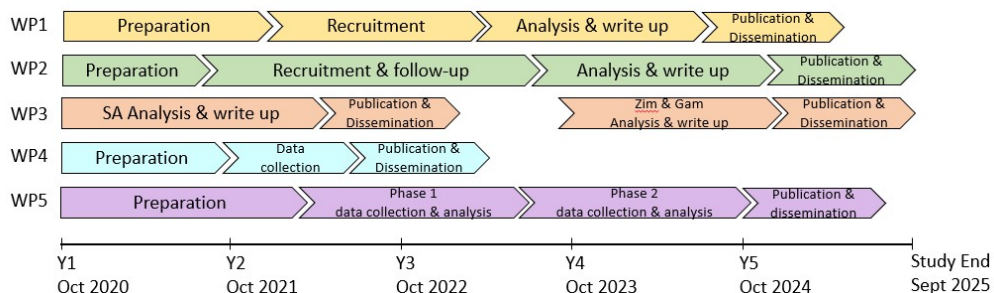 WP1
Preparation
Recruitment
Analysis & write up
Publication &
Dissemination
WP2
Preparation
Recruitment & follow-up
Analysis & write up
Publication &
Dissemination
WP3
SA Analysis & write up
Publication &
Dissemination
Zim & Gam
Analysis & write up
Publication &
Dissemination
WP4
Preparation
Data
collection
Publication &
Dissemination
WP5
Preparation
Phase 1
data collection & analysis
Phase 2
data collection & analysis
Publication &
dissemination
Y1
Oct 2020
Y2
Oct 2021
Y3
Oct 2022
Y4
Oct 2023
Y5
Oct 2024
Study End
Sept 2025